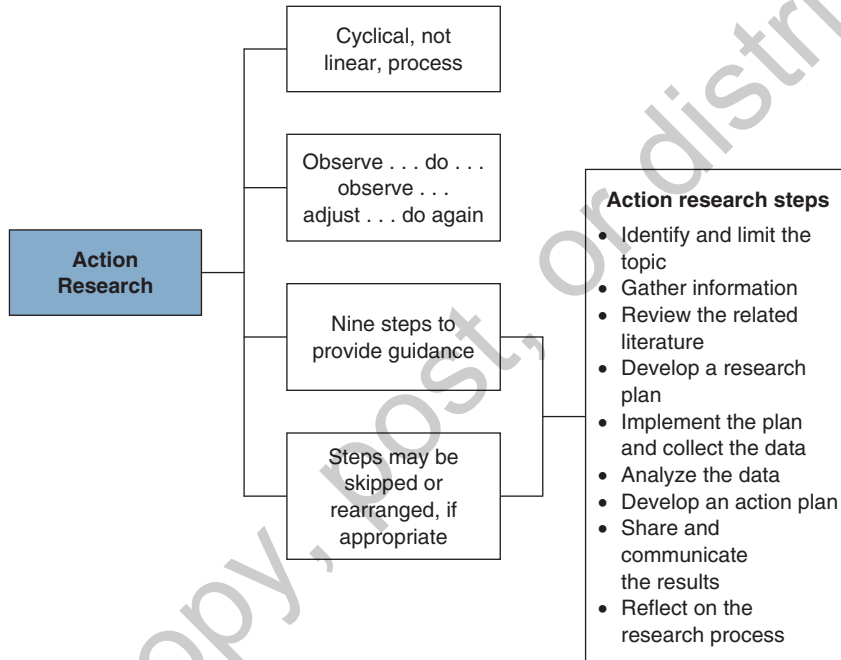 Cyclical, not
linear, process
Observe . . . do . . .
observe . . .
adjust . . . do again
Action
Research
Nine steps to
provide guidance
Steps may be
skipped or
rearranged, if
appropriate
Action research steps
• Identify and limit the
topic
• Gather information
• Review the related
literature
• Develop a research
plan
• Implement the plan
and collect the data
• Analyze the data
• Develop an action plan
• Share and
communicate
the results
• Reflect on the
research process
post, or